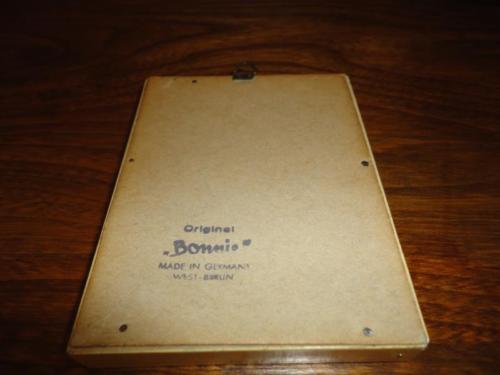 Original
„Bonnie"
MADE IN GERMANY
WEST-BERLIN